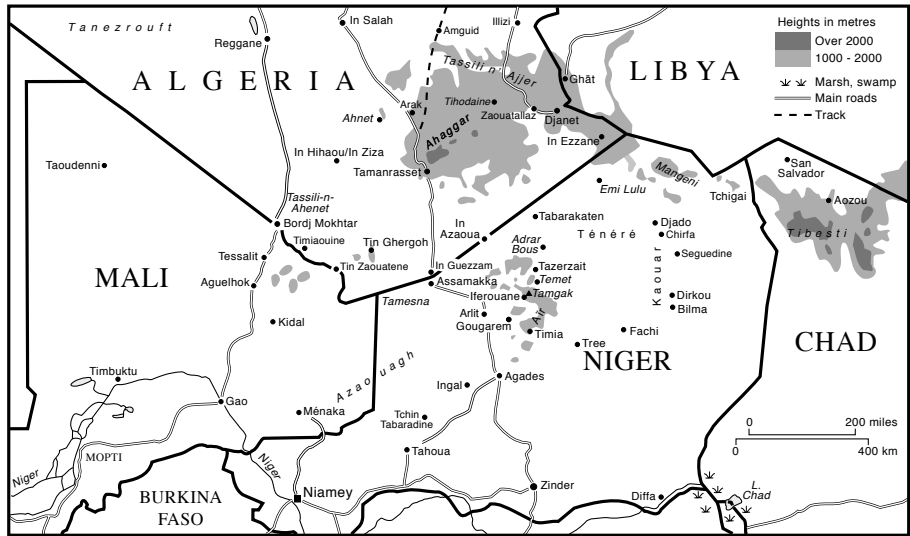 Tanezrouft
Reggane
In Salah
Amguid
Illizi
Heights in metres
Over 2000
1000 - 2000
Marsh, swamp
Main roads
Track
ALGERIA
LIBYA
Tassili n' Ajjer
Ghât
Arak
Tihodaine
Zaouatallaz
Djanet
Ahnet
Ahaggar
In Ezzane
Taoudenni
In Hihaou/In Ziza
Tamanrasset
San
Salvador
Mangeni
Emi Lulu
Tchigai
Aozou
Tassili-n-
Ahenet
Bordj Mokhtar
Tabarakaten
Djado
Chirfa
Ténéré
Tibesti
In
Azaoua
Timiaouine
Tin Ghergoh
Adrar
Bous
Seguedine
MALI
Tessalit
Tin Zaouatene
In Guezzam
Tazerzait
Kaouar
Aguelhok
Assamakka
Temet
Tamesna
Iferouane
Tamgak
Dirkou
Bilma
Kidal
Arlit
Gougarem
Aïr
Timia
Fachi
Tree
NIGER
CHAD
Timbuktu
Azaouagh
Ingal
Agades
Gao
Ménaka
Tchin
Tabaradine
0 200 miles
0 400 km
MOPTI
Niger
Niger
Tahoua
BURKINA
FASO
Niamey
Zinder
Diffa
L.
Chad